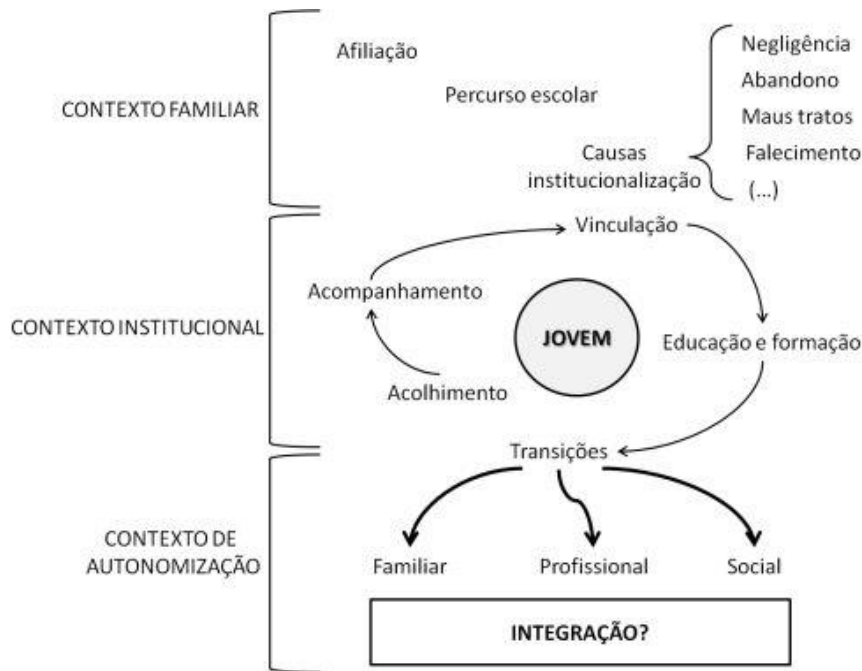 Afiliação
Negligência
Percurso escolar
Abandono
CONTEXTO FAMILIAR
Maus tratos
Causas
institucionalização
Falecimento
(...)
Vinculação
Acompanhamento
CONTEXTO INSTITUCIONAL
JOVEM
Educação e formação
Acolhimento
Transições
CONTEXTO DE
AUTONOMIZAÇÃO
Familiar
Profissional
Social
INTEGRAÇÃO?